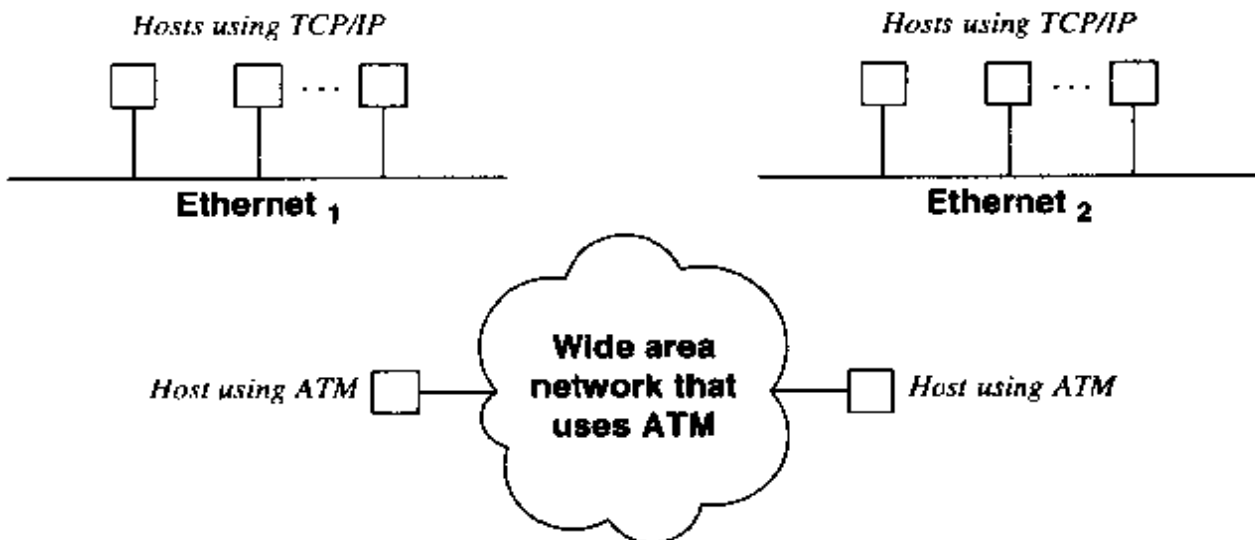 Hosts using TCP/IP
Hosts using TCP/IP
Ethernet 1
Ethernet 2
Wide area
network that
uses ATM
Host using ATM
Host using ATM